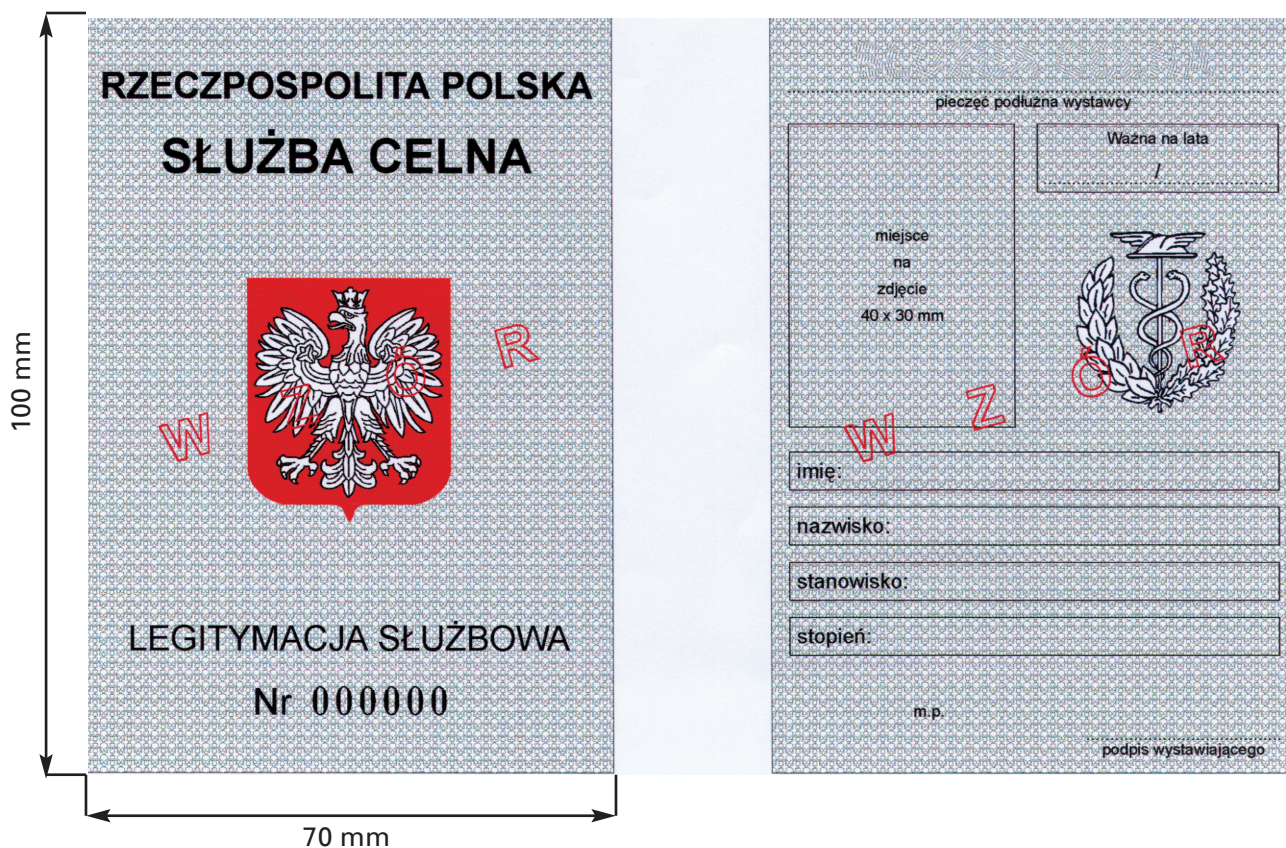 RZECZPOSPOLITA POLSKA
SŁUŻBA CELNA
W Z Ó R
LEGITYMACJA SŁUŻBOWA
Nr 000000
100 mm
70 mm
pieczęć podłużna wystawcy
Ważna na lata
/
miejsce
na
zdjęcie
40 x 30 mm
W Z Ó R
imię:
nazwisko:
stanowisko:
stopień:
m.p.
podpis wystawiającego